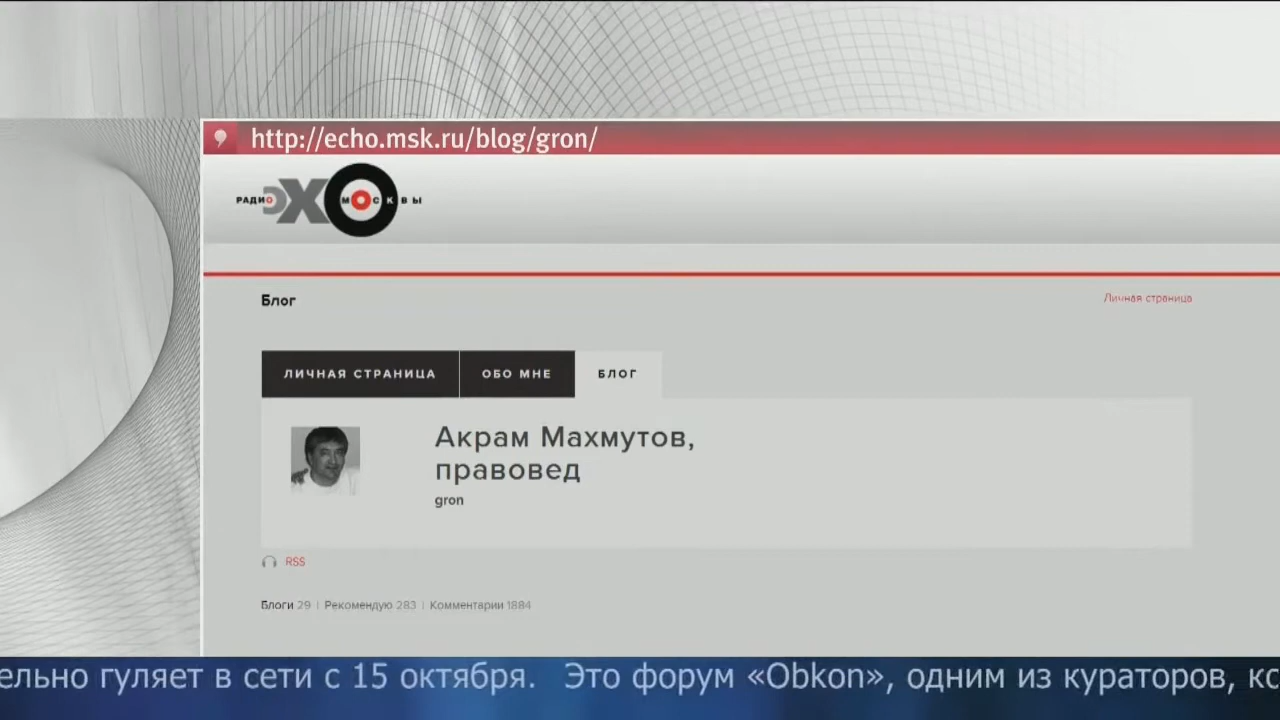 http://echo.msk.ru/blog/gron/
РАДИО ЭХО МОСКВЫ
Блог
Личная страница
ЛИЧНАЯ СТРАНИЦА ОБО МНЕ БЛОГ
Акрам Махмутов,
правовед
gron
RSS
Блоги 29 | Рекомендую 283 | Комментарии 1884
ельно гуляет в сети с 15 октября. Это форум «Obkon», одним из кураторов, ко